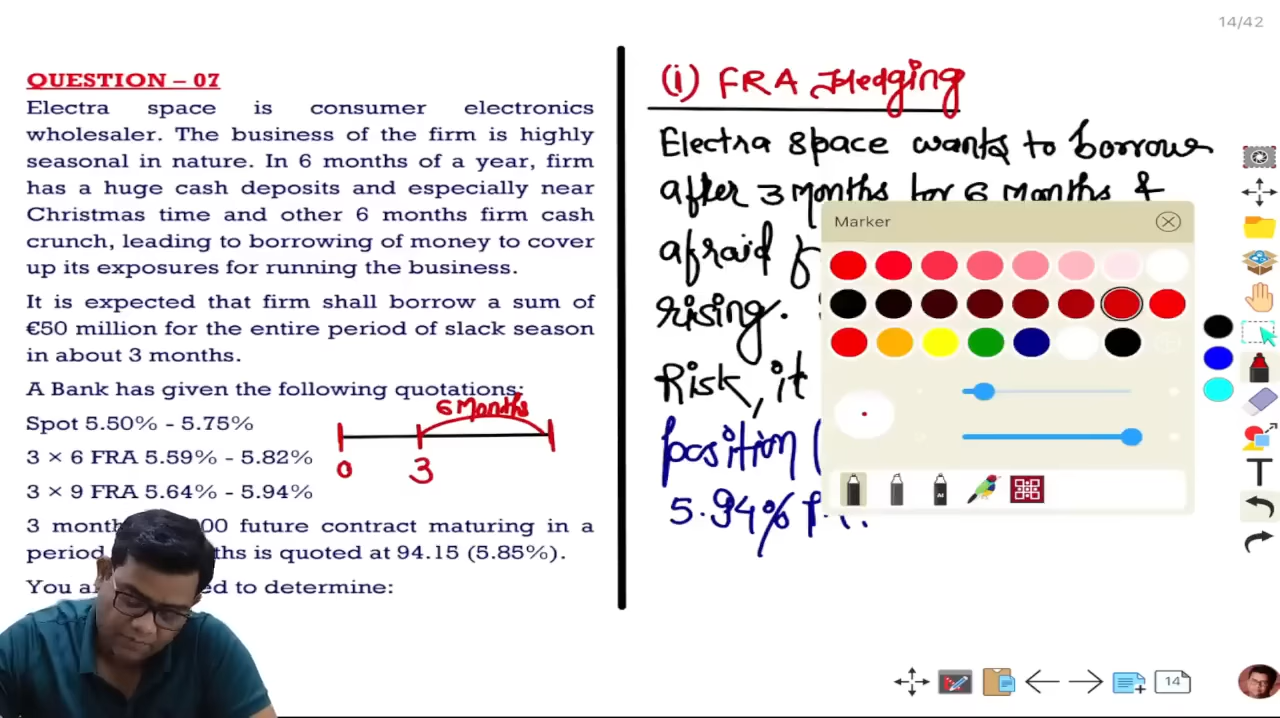 14/42
QUESTION – 07
Electra space is consumer electronics
wholesaler. The business of the firm is highly
seasonal in nature. In 6 months of a year, firm
has a huge cash deposits and especially near
Christmas time and other 6 months firm cash
crunch, leading to borrowing of money to cover
up its exposures for running the business.
It is expected that firm shall borrow a sum of
€50 million for the entire period of slack season
in about 3 months.
A Bank has given the following quotations:
Spot 5.50% - 5.75%
3 × 6 FRA 5.59% - 5.82%
3 × 9 FRA 5.64% - 5.94%
3 month 00 future contract maturing in a
period ths is quoted at 94.15 (5.85%).
You a d to determine:
6 Months
0 3
(i) FRA Hedging
Electra Space wants to borrow
after 3 Months for 6 Months &
afraid
rising.
Risk, it
position (
5.94% P.
Marker
T
14